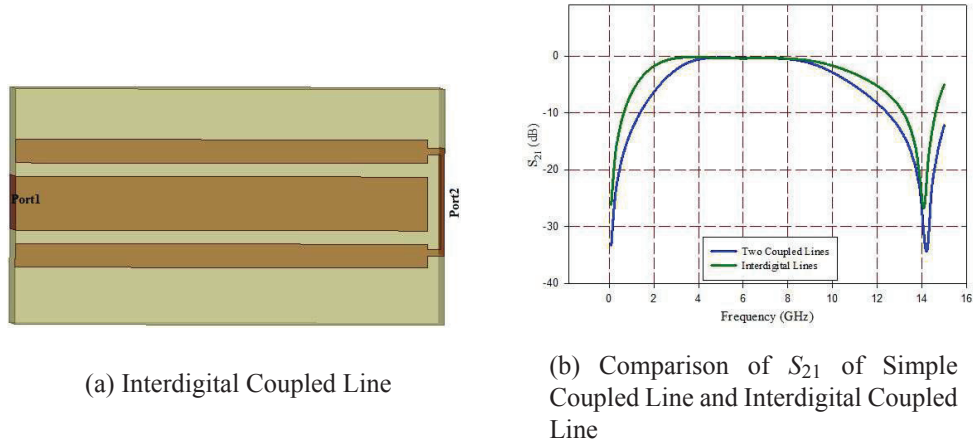 Port1
Port2
(a) Interdigital Coupled Line
0
-10
-20
-30
-40
S21 (dB)
Two Coupled Lines
Interdigital Lines
0 2 4 6 8 10 12 14 16
Frequency (GHz)
(b) Comparison of S21 of Simple
Coupled Line and Interdigital Coupled
Line